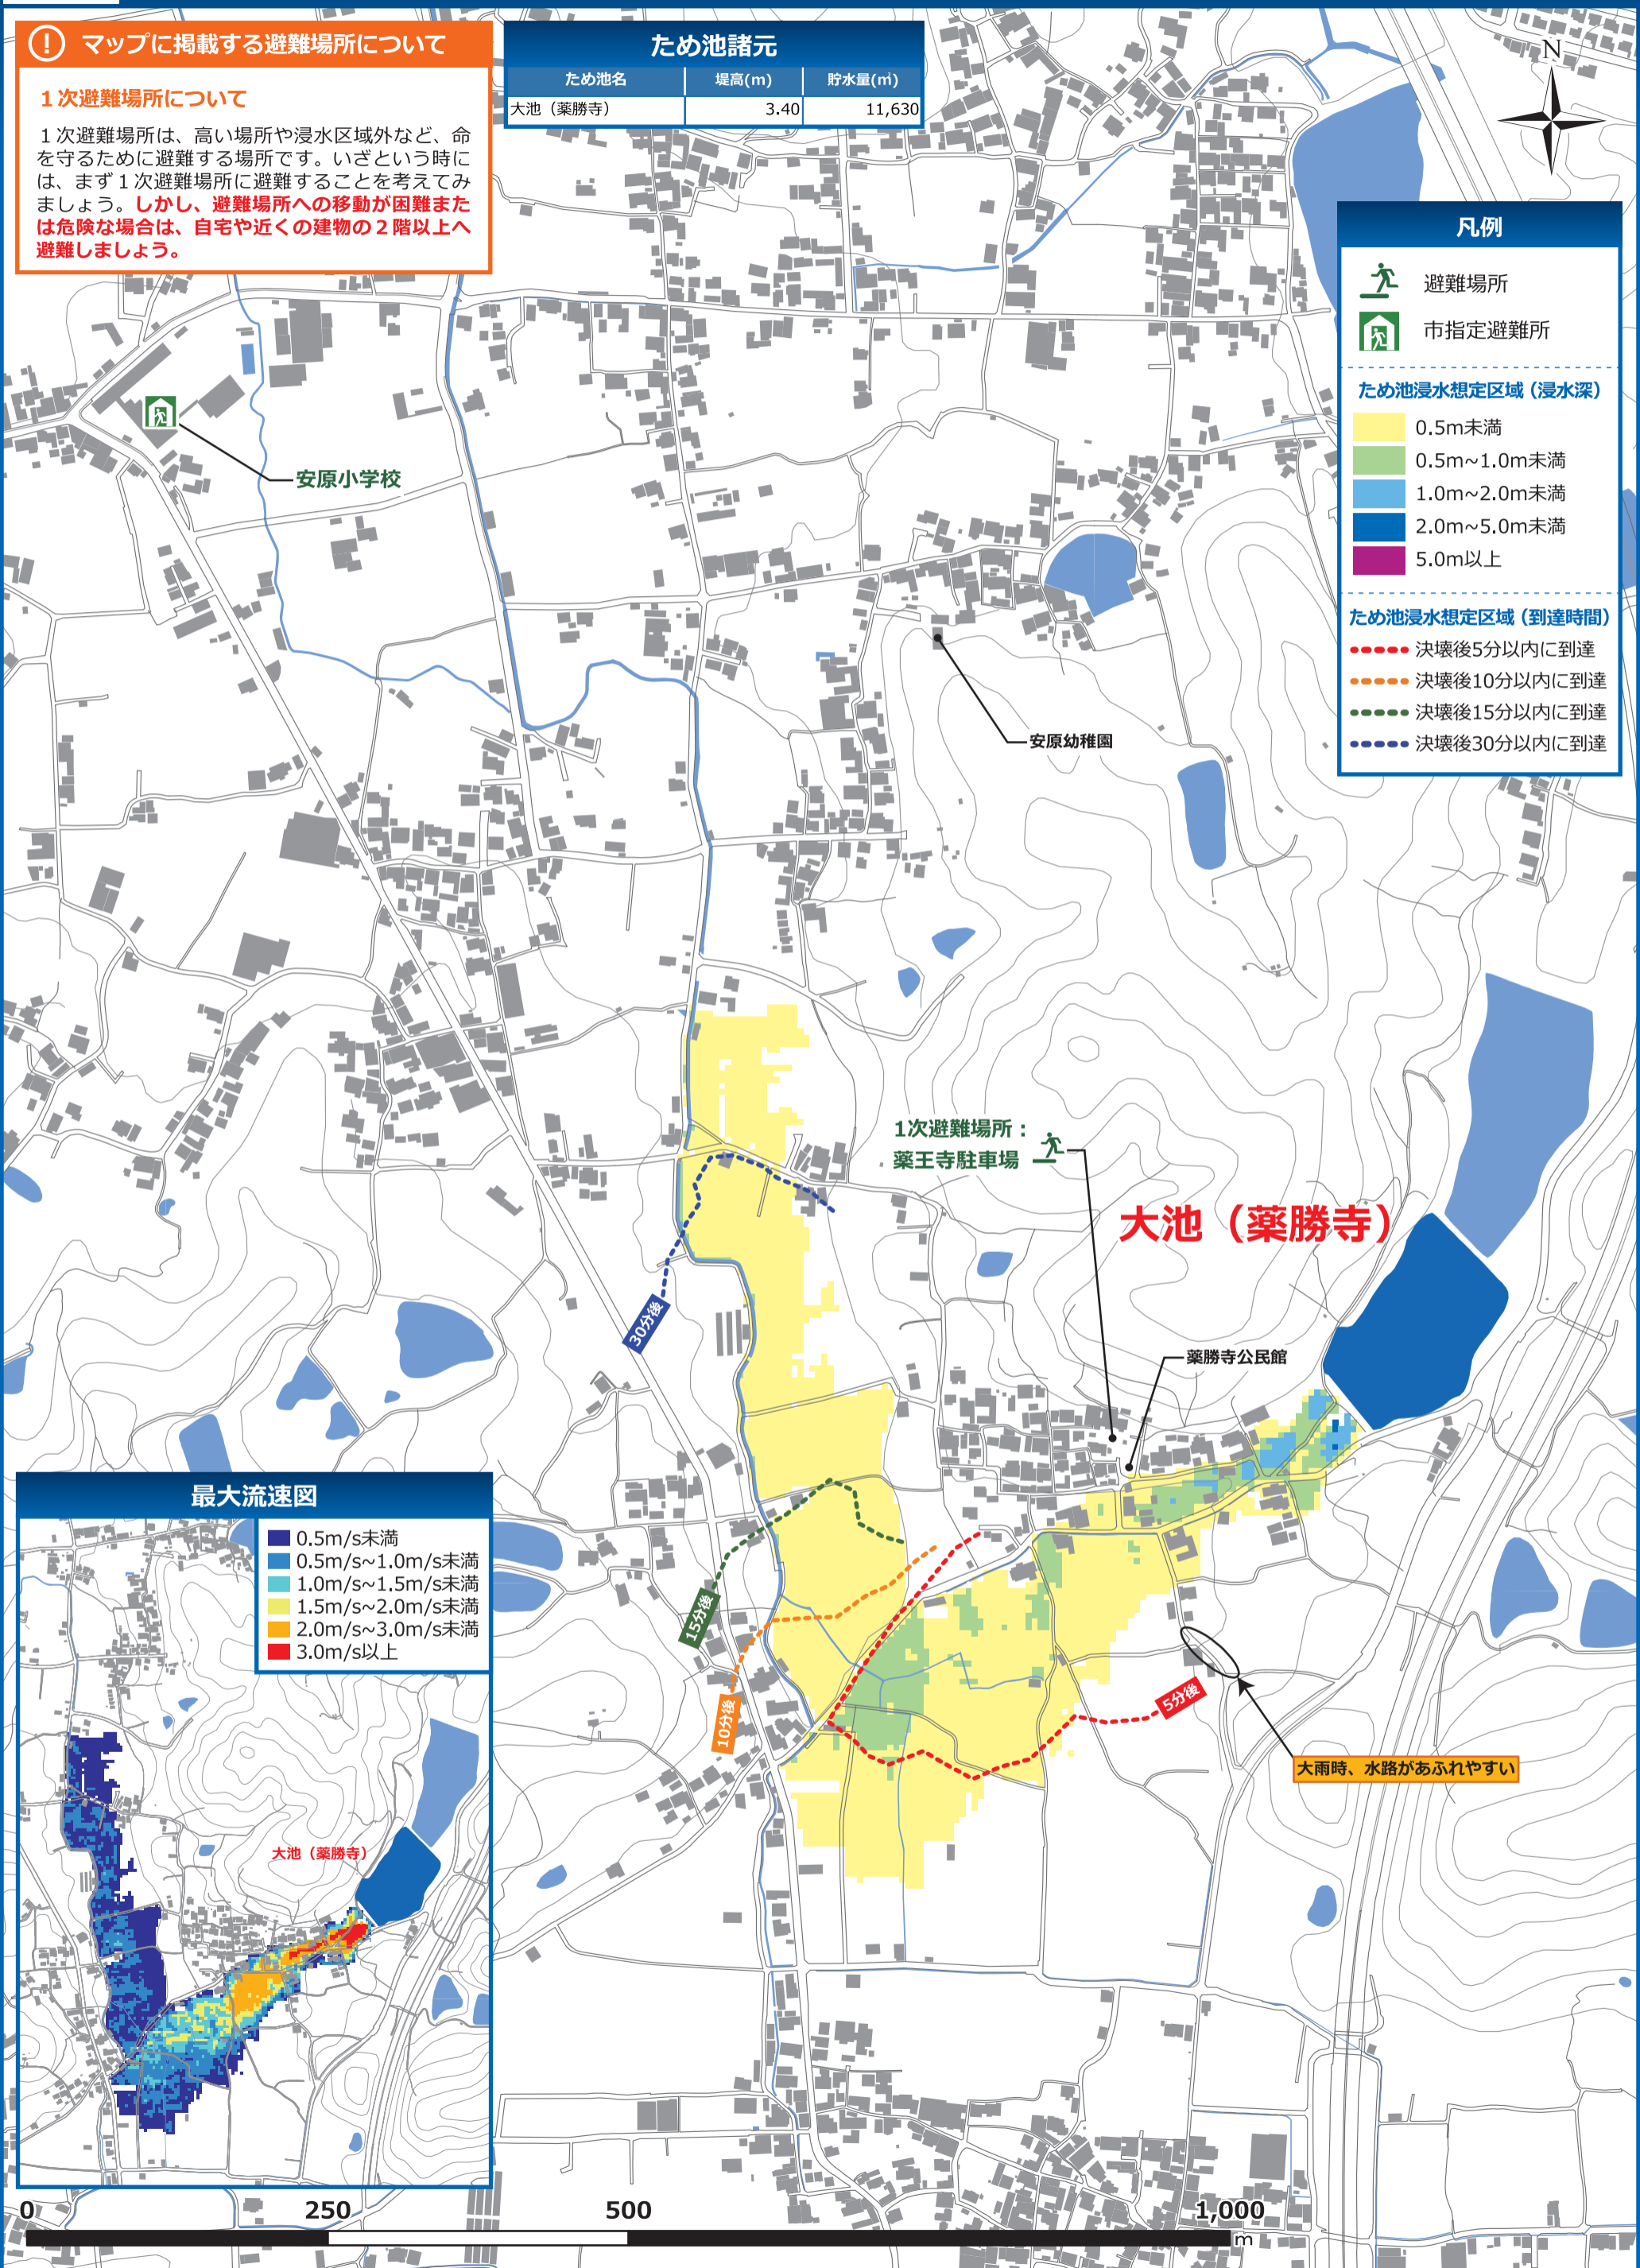 マップに掲載する避難場所について
１次避難場所について
１次避難場所は、高い場所や浸水区域外など、命
を守るために避難する場所です。いざという時に
は、まず１次避難場所に避難することを考えてみ
ましょう。しかし、避難場所への移動が困難また
は危険な場合は、自宅や近くの建物の２階以上へ
避難しましょう。
ため池諸元
ため池名 堤高(m) 貯水量(㎥)
大池（薬勝寺） 3.40 11,630
N
凡例
避難場所
市指定避難所
ため池浸水想定区域（浸水深）
0.5m未満
0.5m~1.0m未満
1.0m~2.0m未満
2.0m~5.0m未満
5.0m以上
ため池浸水想定区域（到達時間）
決壊後5分以内に到達
決壊後10分以内に到達
決壊後15分以内に到達
決壊後30分以内に到達
安原小学校
安原幼稚園
1次避難場所：
薬王寺駐車場
大池（薬勝寺）
薬勝寺公民館
30分後
15分後
10分後
5分後
大雨時、水路があふれやすい
最大流速図
0.5m/s未満
0.5m/s~1.0m/s未満
1.0m/s~1.5m/s未満
1.5m/s~2.0m/s未満
2.0m/s~3.0m/s未満
3.0m/s以上
大池（薬勝寺）
0 250 500 1,000
m